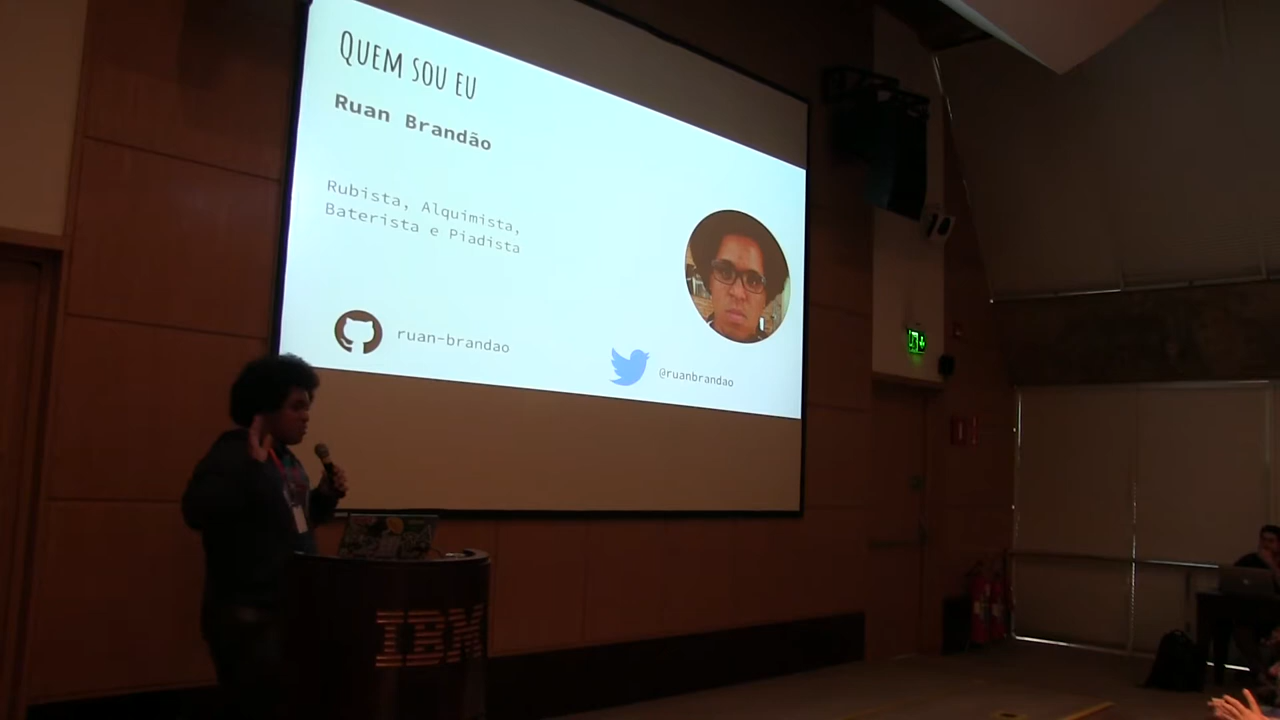 QUEM SOU EU
Ruan Brandão
Rubista, Alquimista,
Baterista e Piadista
ruan-brandao
@ruanbrandao
IBM